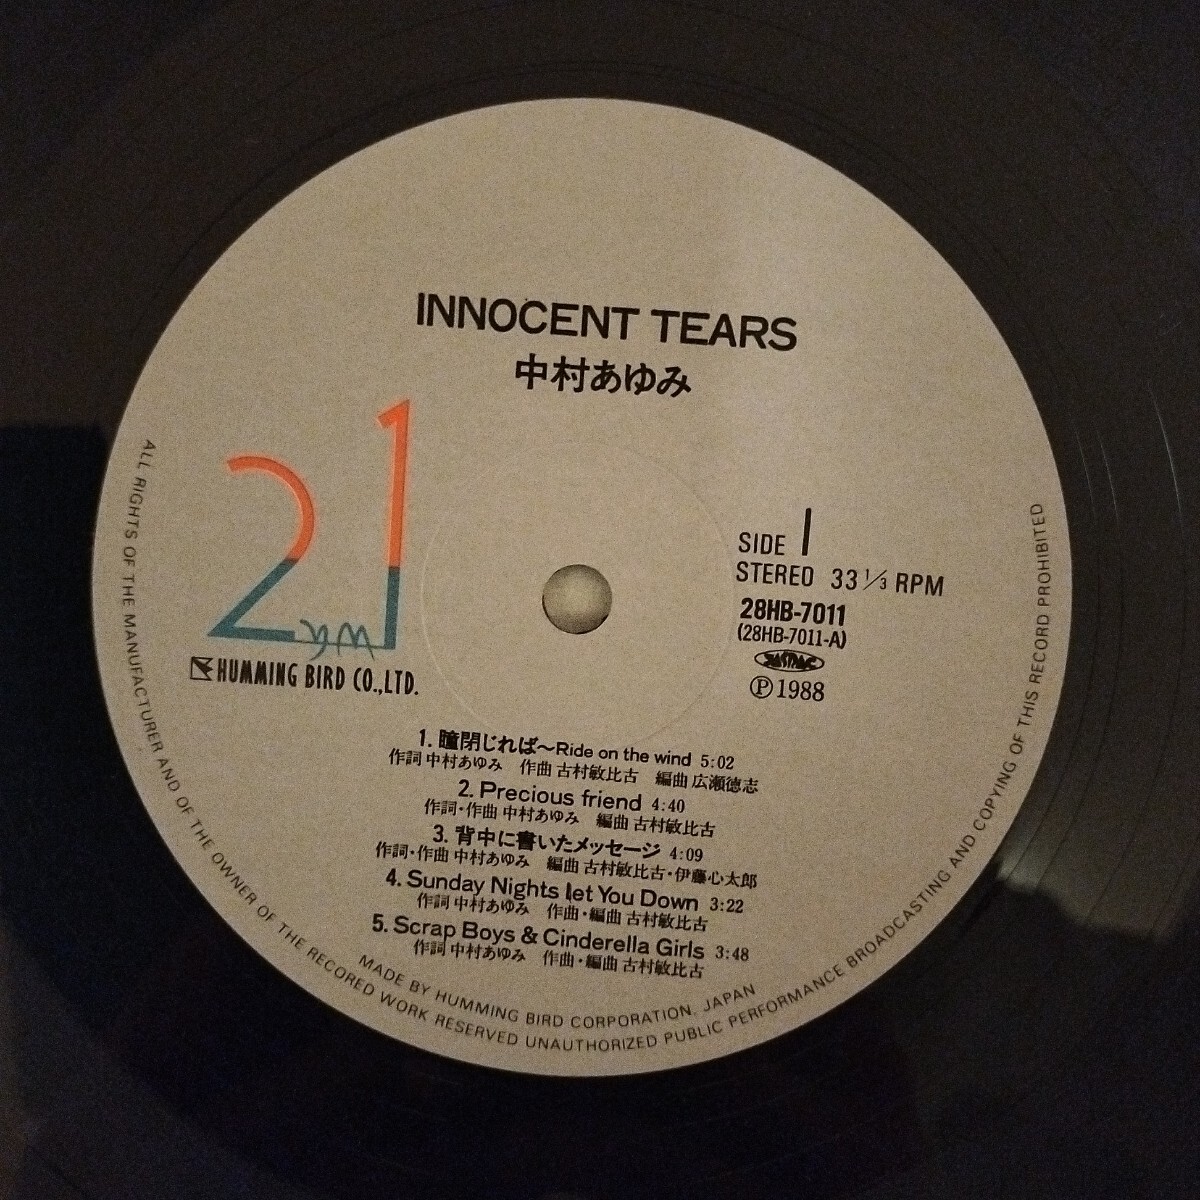 INNOCENT TEARS
中村あゆみ
21
HUMMING BIRD CO.,LTD.
SIDE 1
STEREO 33 1/3 RPM
28HB-7011
(28HB-7011-A)
Ⓟ1988
1. 瞳閉じれば〜Ride on the wind 5:02
作詞 中村あゆみ 作曲 古村敏比古 編曲 広瀬徳志
2. Precious friend 4:40
作詞・作曲 中村あゆみ 編曲 古村敏比古
3. 背中に書いたメッセージ 4:09
作詞・作曲 中村あゆみ 編曲 古村敏比古・伊藤心太郎
4. Sunday Nights let You Down 3:22
作詞 中村あゆみ 作曲・編曲 古村敏比古
5. Scrap Boys & Cinderella Girls 3:48
作詞 中村あゆみ 作曲・編曲 古村敏比古
MADE BY HUMMING BIRD CORPORATION, JAPAN
ALL RIGHTS OF THE MANUFACTURER AND OF THE OWNER OF THE RECORED WORK RESERVED UNAUTHORIZED PUBLIC PERFORMANCE BROADCASTING AND COPYING OF THIS RECORD PROHIBITED